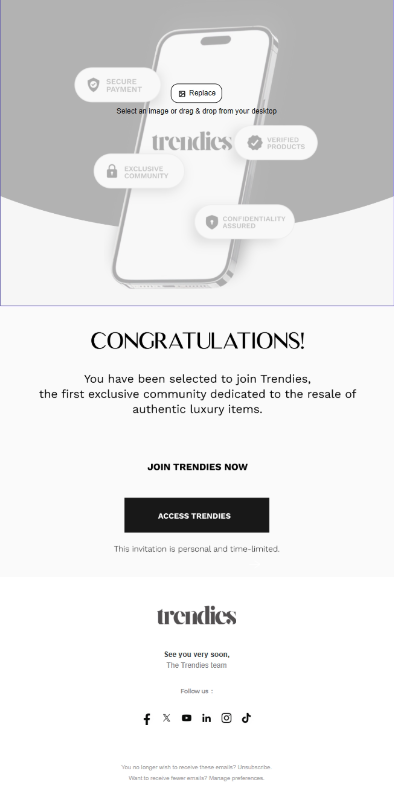 SECURE
PAYMENT
Replace
Select an image or drag & drop from your desktop
trendies
VERIFIED
PRODUCTS
EXCLUSIVE
COMMUNITY
CONFIDENTIALITY
ASSURED
CONGRATULATIONS!
You have been selected to join Trendies,
the first exclusive community dedicated to the resale of
authentic luxury items.
JOIN TRENDIES NOW
ACCESS TRENDIES
This invitation is personal and time-limited.
trendies
See you very soon,
The Trendies team
Follow us :
You no longer wish to receive these emails? Unsubscribe.
Want to receive fewer emails? Manage preferences.